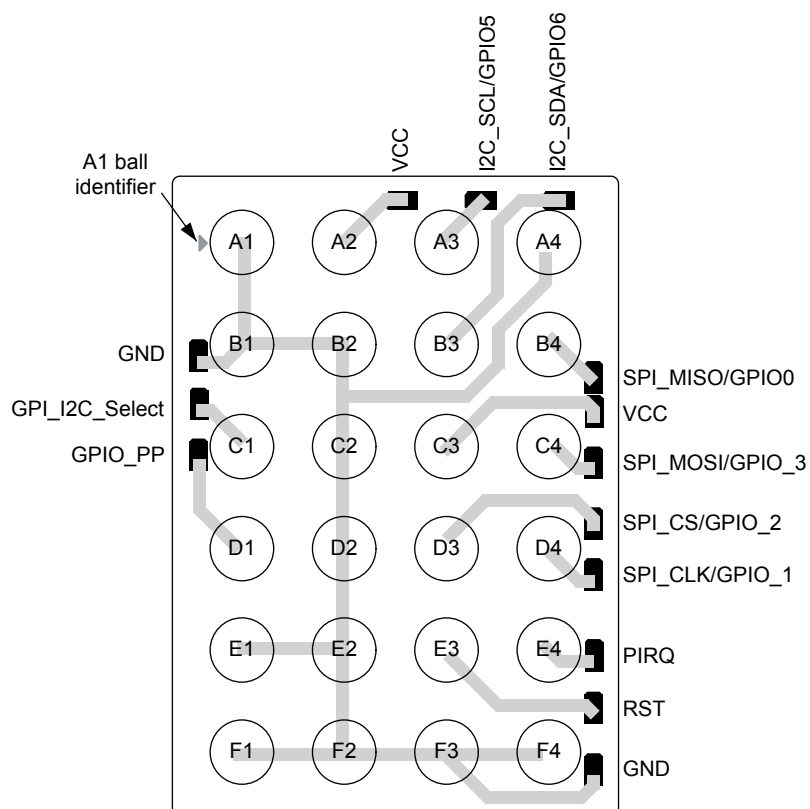 VCC
I2C_SCL/GPIO5
I2C_SDA/GPIO6
A1 ball
identifier
A1 A2 A3 A4
B1 B2 B3 B4
GND
SPI_MISO/GPIO0
GPI_I2C_Select
VCC
C1 C2 C3 C4
GPIO_PP
SPI_MOSI/GPIO_3
SPI_CS/GPIO_2
D1 D2 D3 D4
SPI_CLK/GPIO_1
E1 E2 E3 E4
PIRQ
RST
F1 F2 F3 F4
GND